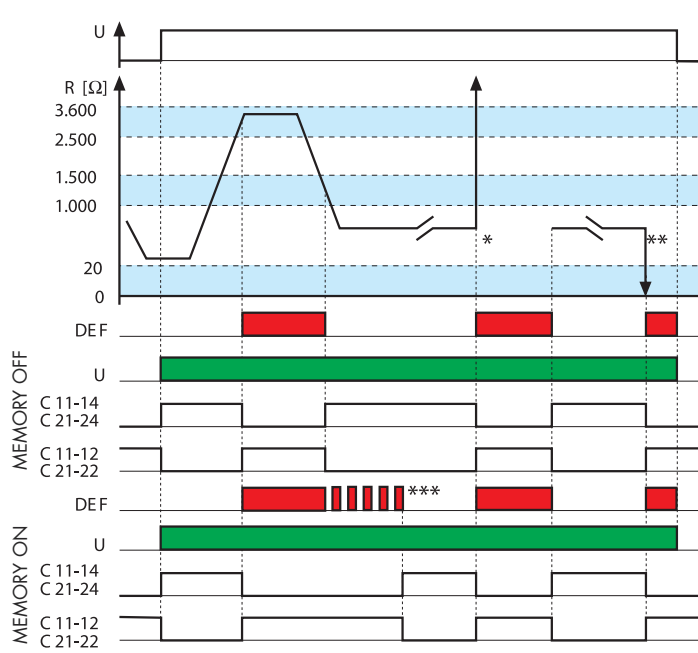 U
R [Ω]
3.600
2.500
1.500
1.000
* **
20
0
DEF
MEMORY OFF
U
C 11-14
C 21-24
C 11-12
C 21-22
DEF ***
MEMORY ON
U
C 11-14
C 21-24
C 11-12
C 21-22